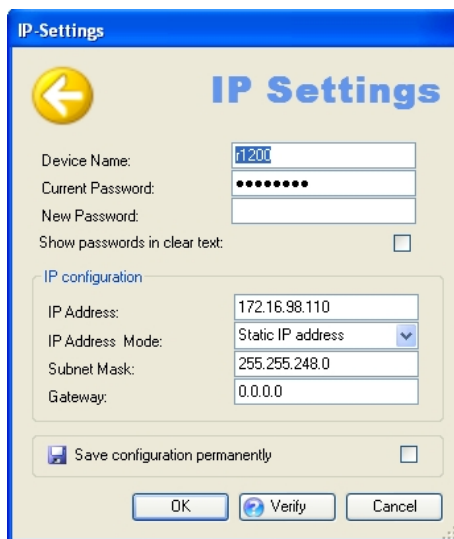 IP-Settings
IP Settings
Device Name: r1200
Current Password: ●●●●●●●●
New Password:
Show passwords in clear text:
IP configuration
IP Address: 172.16.98.110
IP Address Mode: Static IP address
Subnet Mask: 255.255.248.0
Gateway: 0.0.0.0
Save configuration permanently
OK Verify Cancel